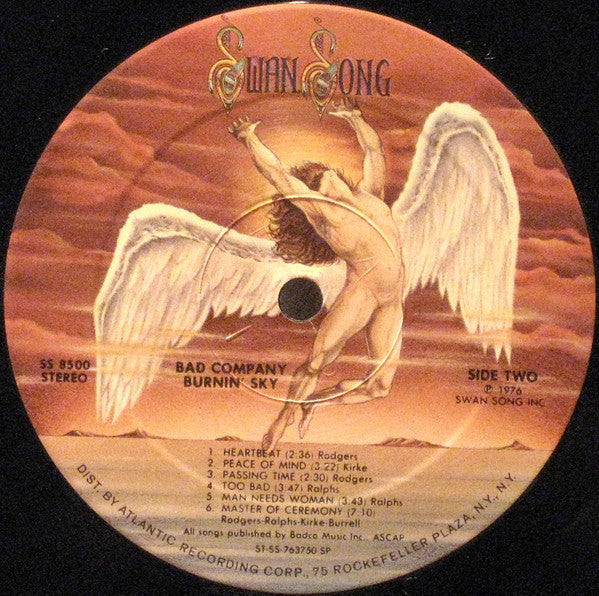 SWAN SONG
SS 8500
STEREO
BAD COMPANY
BURNIN' SKY
SIDE TWO
℗ 1976
SWAN SONG INC
1. HEARTBEAT (2:36) Rodgers
2. PEACE OF MIND (3.22) Kirke
3. PASSING TIME (2.30) Rodgers
4. TOO BAD (3.47) Ralphs
5. MAN NEEDS WOMAN (3.43) Ralphs
6. MASTER OF CEREMONY (7-10)
Rodgers-Ralphs-Kirke-Burrell
All songs published by Badco Music Inc. ASCAP
ST-SS-763750 SP
DIST. BY ATLANTIC RECORDING CORP., 75 ROCKEFELLER PLAZA, N.Y., N.Y.